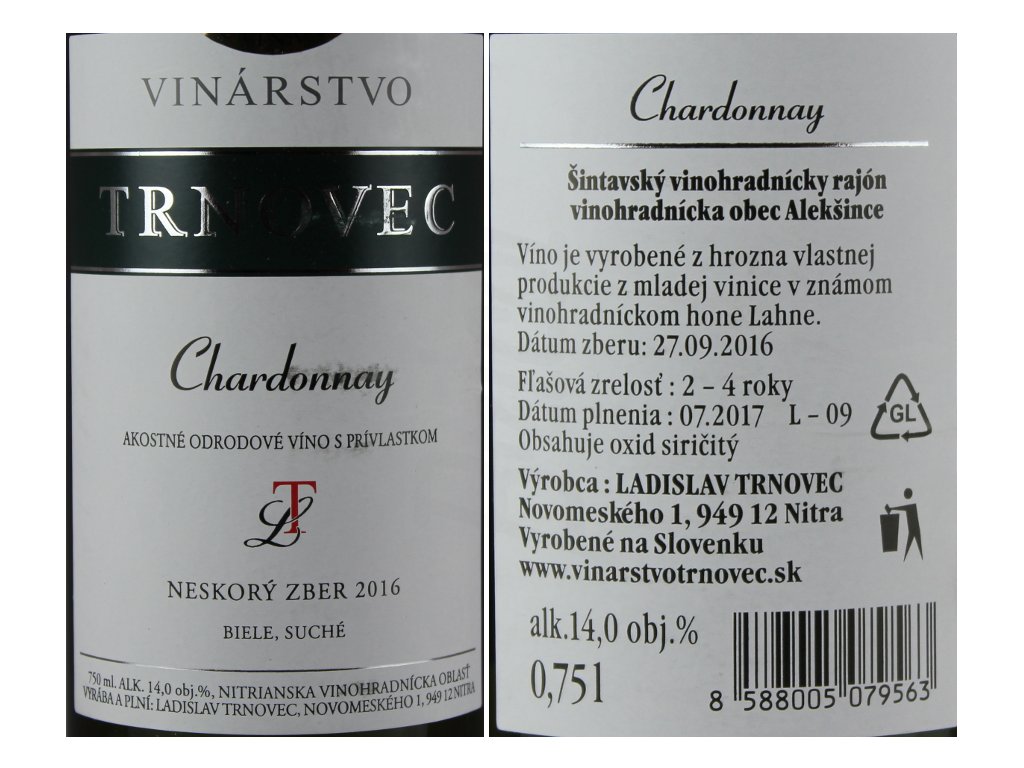 VINÁRSTVO
TRNOVEC
Chardonnay
AKOSTNÉ ODRODOVÉ VÍNO S PRÍVLASTKOM
LT
NESKORÝ ZBER 2016
BIELE, SUCHÉ
750 ml. ALK. 14,0 obj.%, NITRIANSKA VINOHRADNÍCKA OBLASŤ
VYRÁBA A PLNÍ: LADISLAV TRNOVEC, NOVOMESKÉHO 1, 949 12 NITRA
Chardonnay
Šintavský vinohradnícky rajón
vinohradnícka obec Alekšince
Víno je vyrobené z hrozna vlastnej
produkcie z mladej vinice v známom
vinohradníckom hone Lahne.
Dátum zberu: 27.09.2016
Fľašová zrelosť : 2 – 4 roky
Dátum plnenia : 07.2017 L – 09
Obsahuje oxid siričitý
GL
Výrobca : LADISLAV TRNOVEC
Novomeského 1, 949 12 Nitra
Vyrobené na Slovenku
www.vinarstvotrnovec.sk
alk.14,0 obj.%
0,75l
8 588005 079563